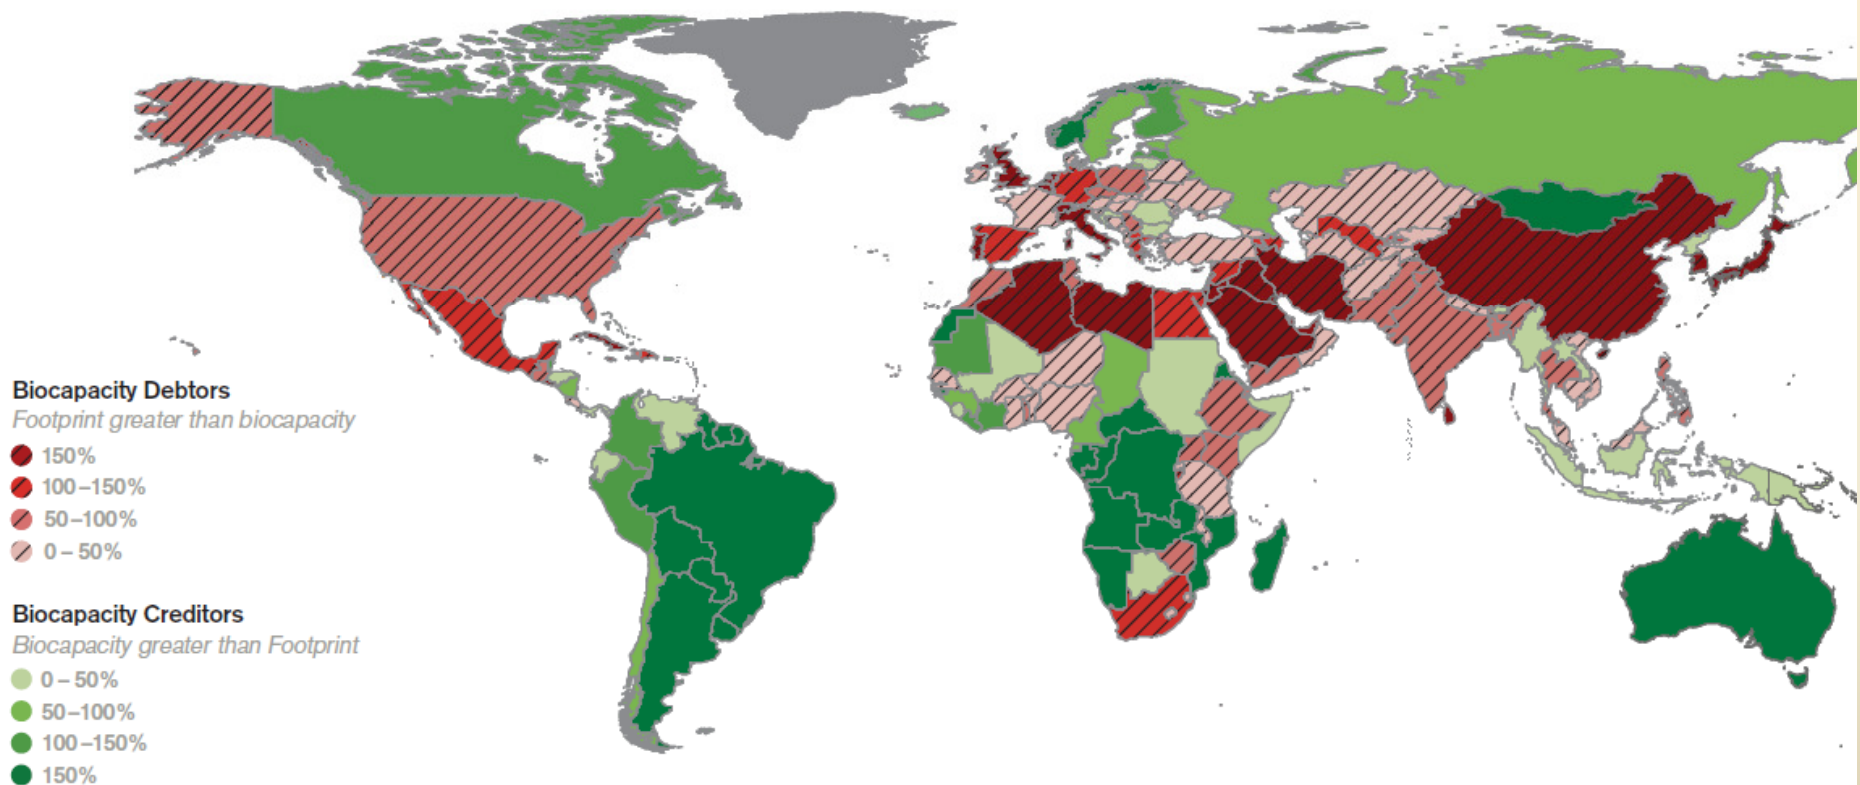 Biocapacity Debtors
Footprint greater than biocapacity
150%
100–150%
50–100%
0–50%
Biocapacity Creditors
Biocapacity greater than Footprint
0–50%
50–100%
100–150%
150%